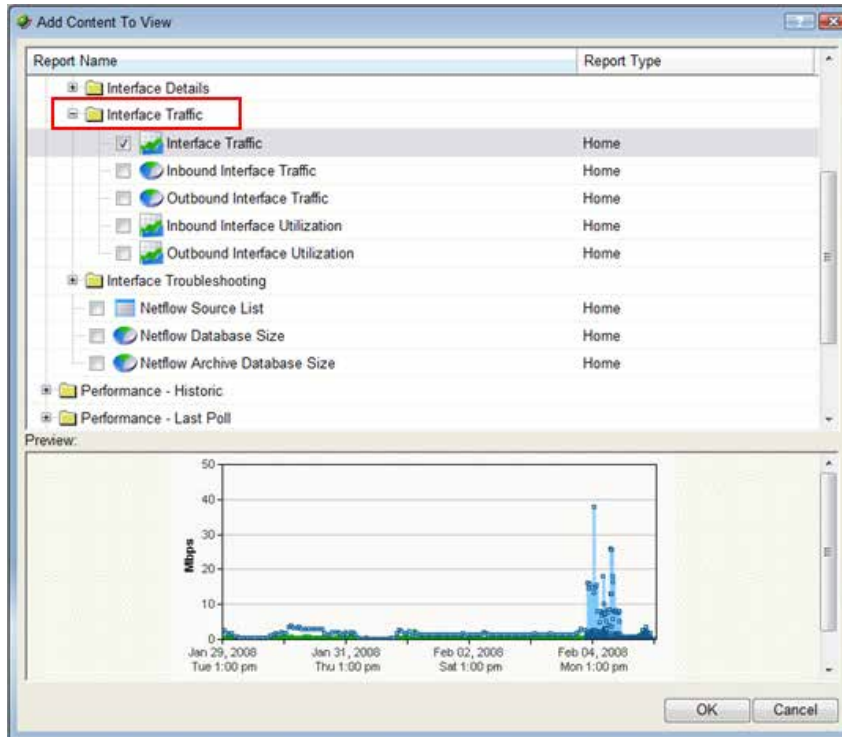 Add Content To View
Report Name Report Type
Interface Details
Interface Traffic
Interface Traffic Home
Inbound Interface Traffic Home
Outbound Interface Traffic Home
Inbound Interface Utilization Home
Outbound Interface Utilization Home
Interface Troubleshooting
Netflow Source List Home
Netflow Database Size Home
Netflow Archive Database Size Home
Performance - Historic
Performance - Last Poll
Preview:
50
40
30
20
10
0
Mbps
Jan 29, 2008 Jan 31, 2008 Feb 02, 2008 Feb 04, 2008
Tue 1:00 pm Thu 1:00 pm Sat 1:00 pm Mon 1:00 pm
OK Cancel